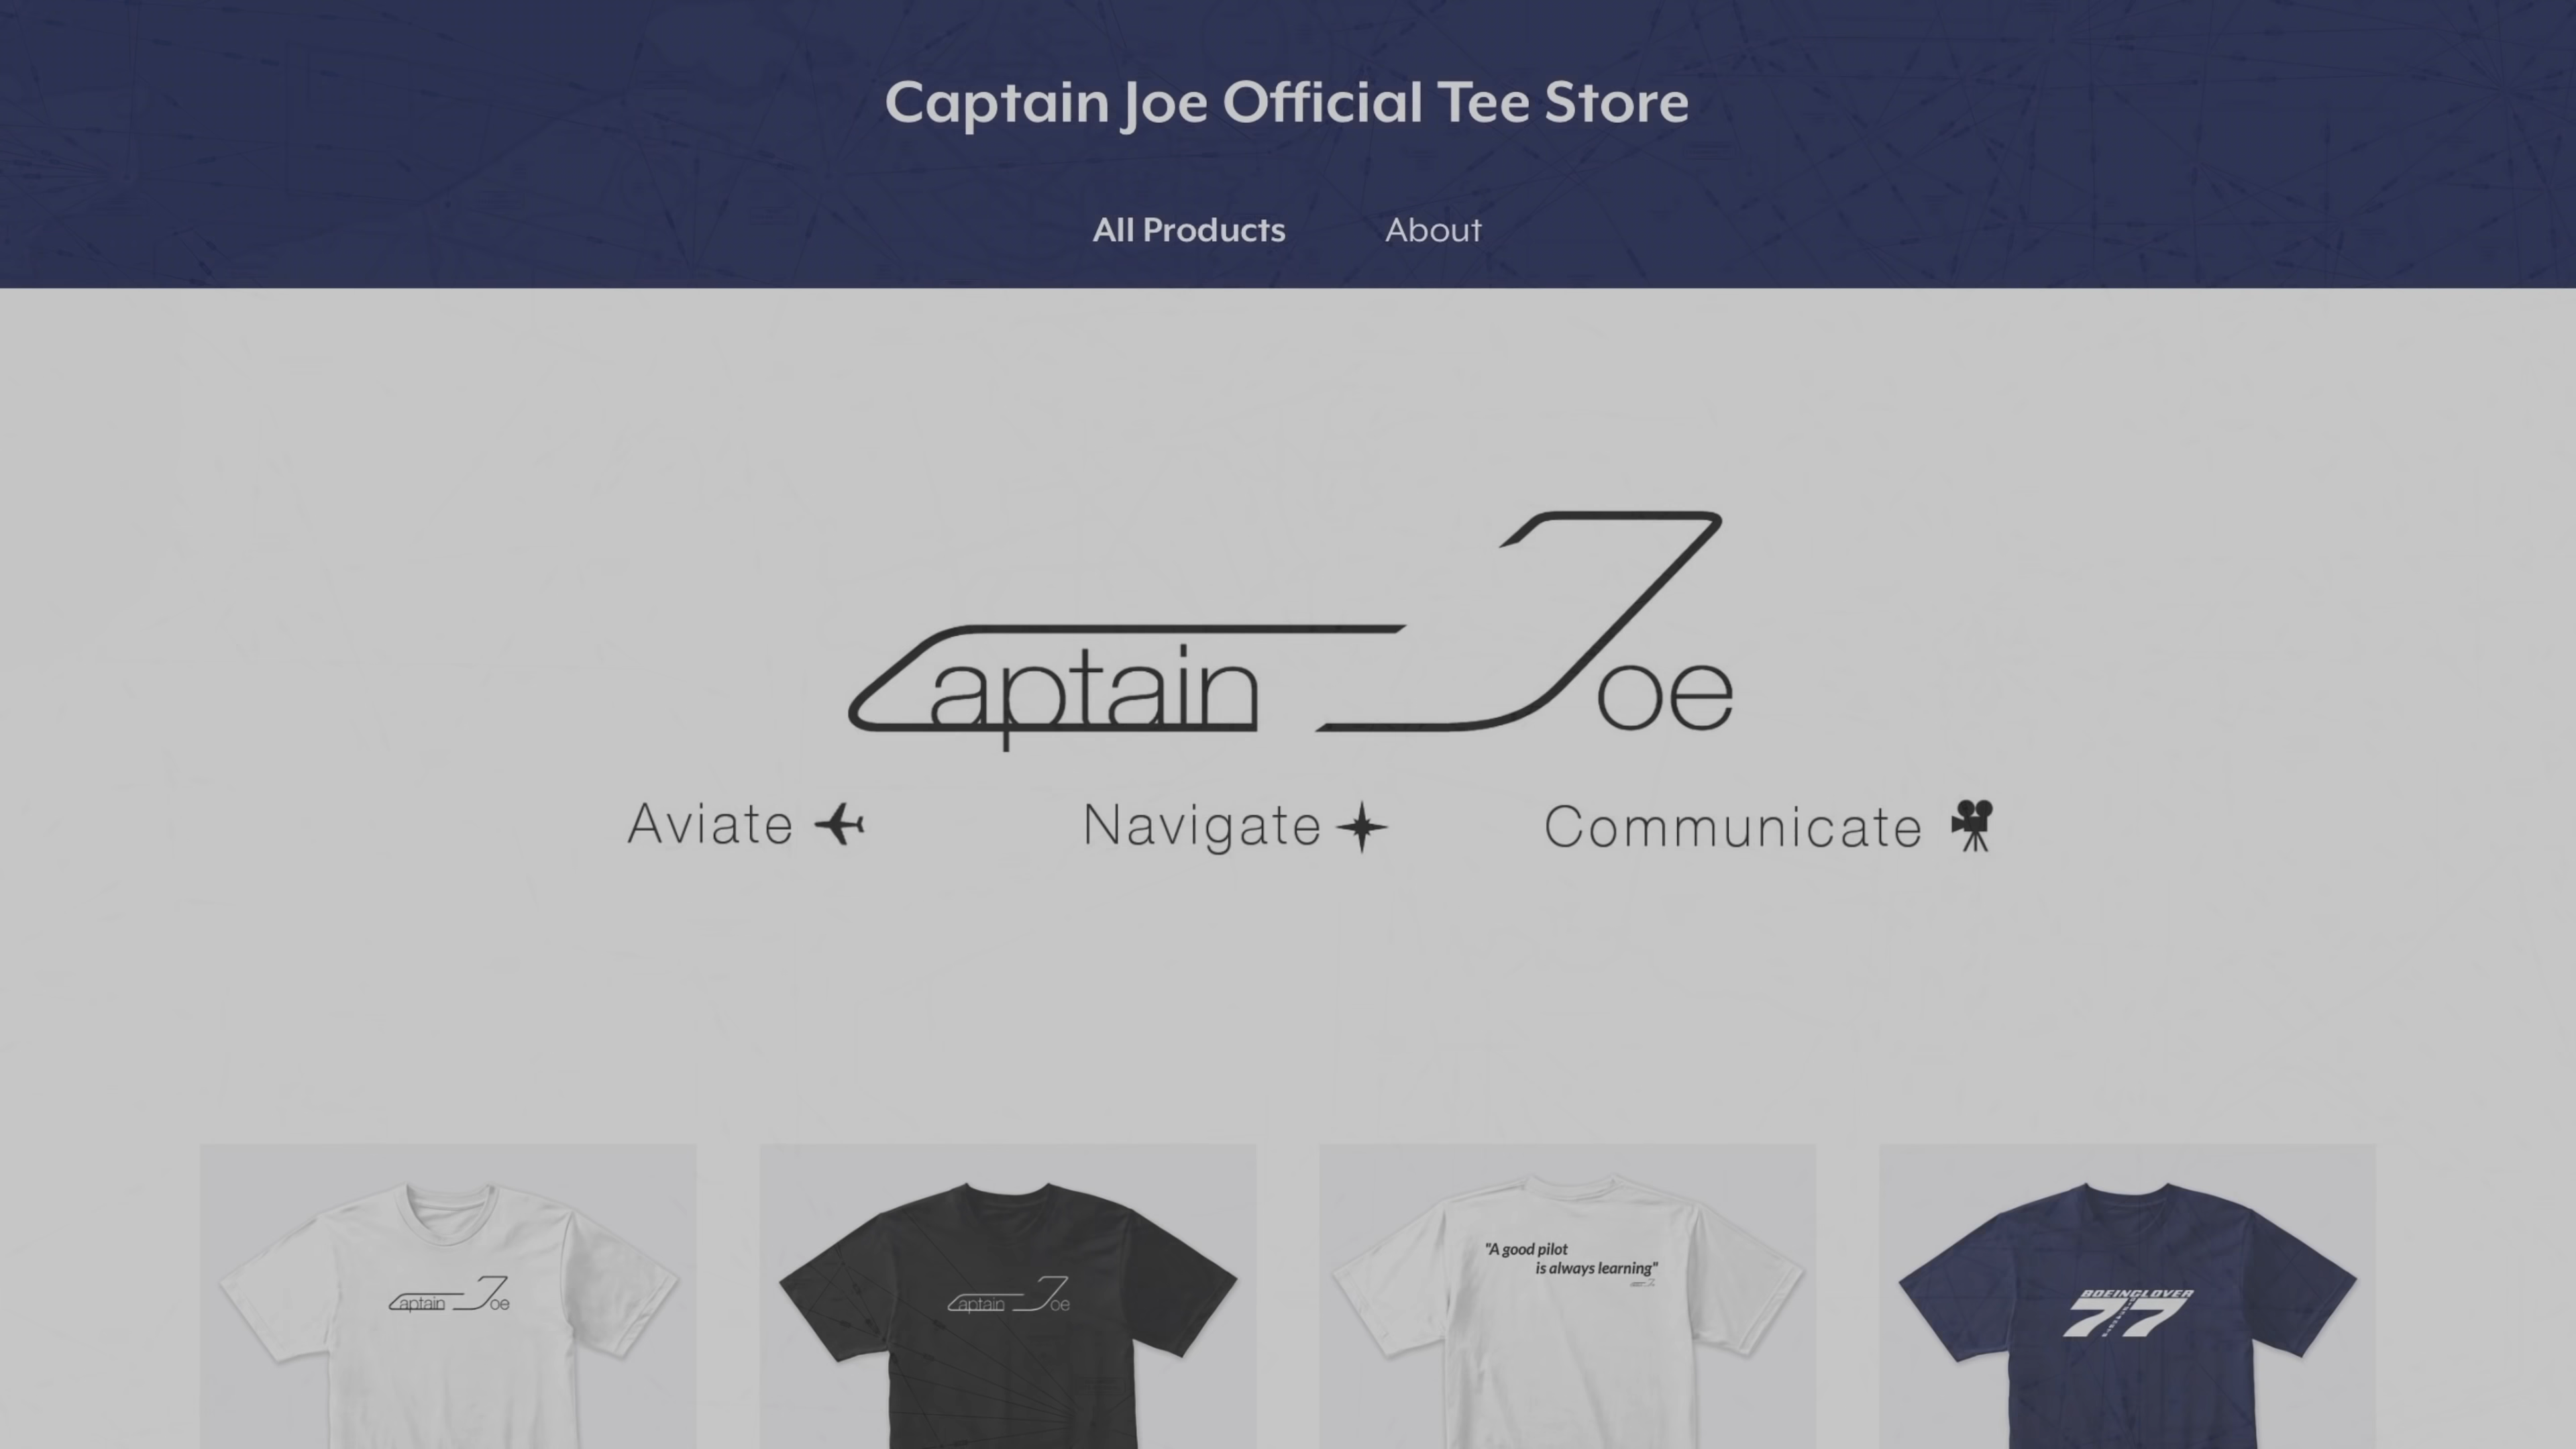 Captain Joe Official Tee Store
All Products About
Captain Joe
Aviate Navigate Communicate
Captain Joe
Captain Joe
"A good pilot
is always learning"
BOEINGLOVER
77